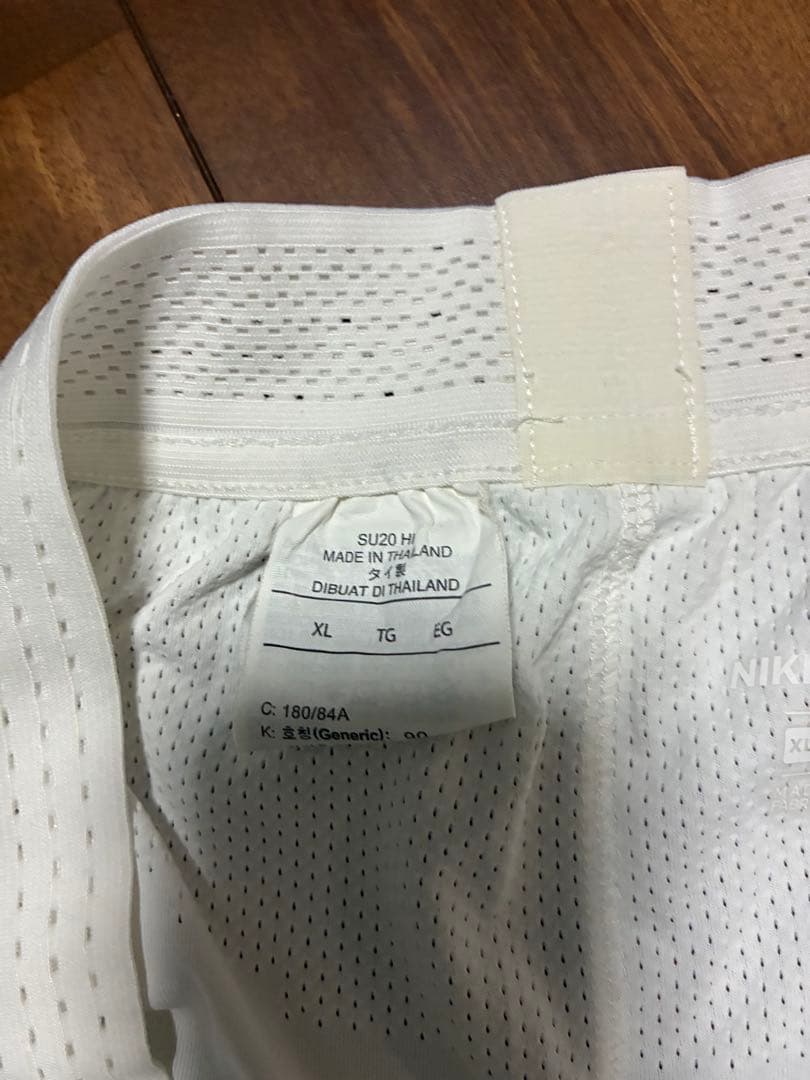 SU20 HI
MADE IN THAILAND
タイ製
DIBUAT DI THAILAND
XL TG EG
C: 180/84A
K: 호칭(Generic):
NIK
XL